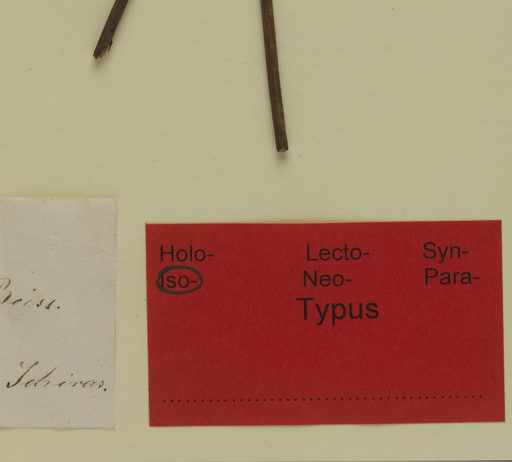 Boiss.
Schiras.
Holo- Lecto- Syn-
Iso- Neo- Para-
Typus